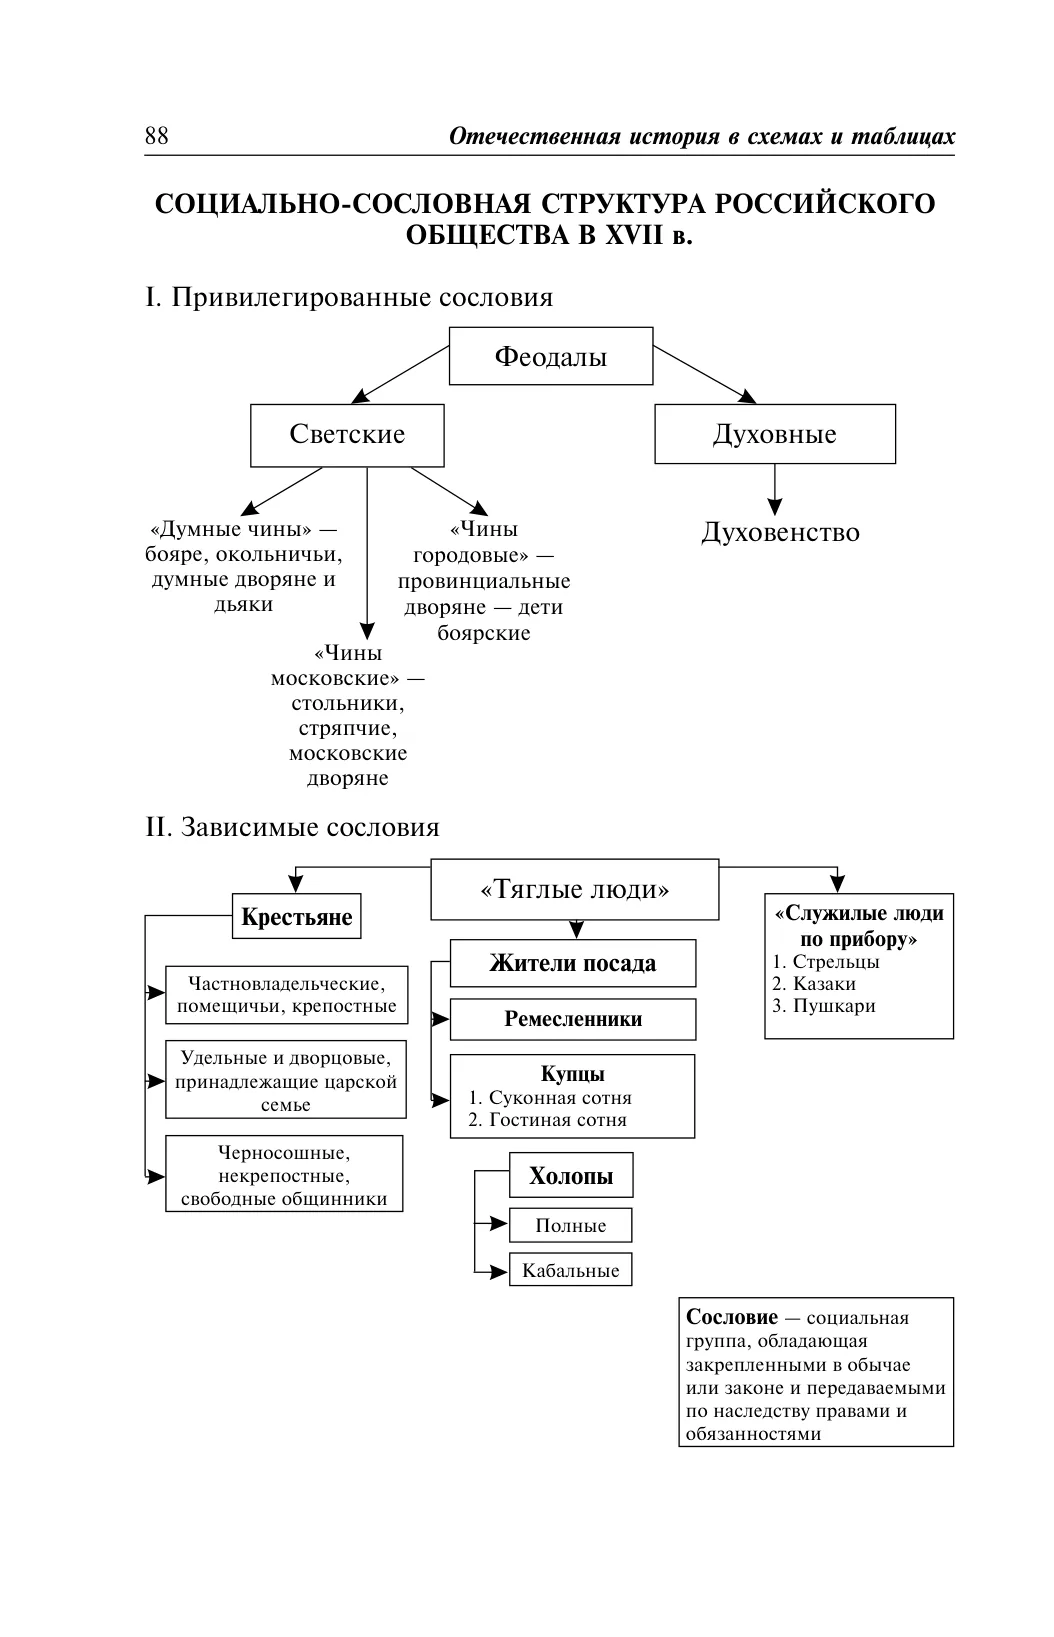 88
Отечественная история в схемах и таблицах
СОЦИАЛЬНО-СОСЛОВНАЯ СТРУКТУРА РОССИЙСКОГО
ОБЩЕСТВА В XVII в.
I. Привилегированные сословия
Феодалы
Светские
Духовные
«Думные чины» —
бояре, окольничьи,
думные дворяне и
дьяки
«Чины
московские» —
стольники,
стряпчие,
московские
дворяне
«Чины
городовые» —
провинциальные
дворяне — дети
боярские
Духовенство
II. Зависимые сословия
«Тяглые люди»
Крестьяне
Частновладельческие,
помещичьи, крепостные
Удельные и дворцовые,
принадлежащие царской
семье
Черносошные,
некрепостные,
свободные общинники
Жители посада
Ремесленники
Купцы
1. Суконная сотня
2. Гостиная сотня
Холопы
Полные
Кабальные
«Служилые люди
по прибору»
1. Стрельцы
2. Казаки
3. Пушкари
Сословие — социальная
группа, обладающая
закрепленными в обычае
или законе и передаваемыми
по наследству правами и
обязанностями